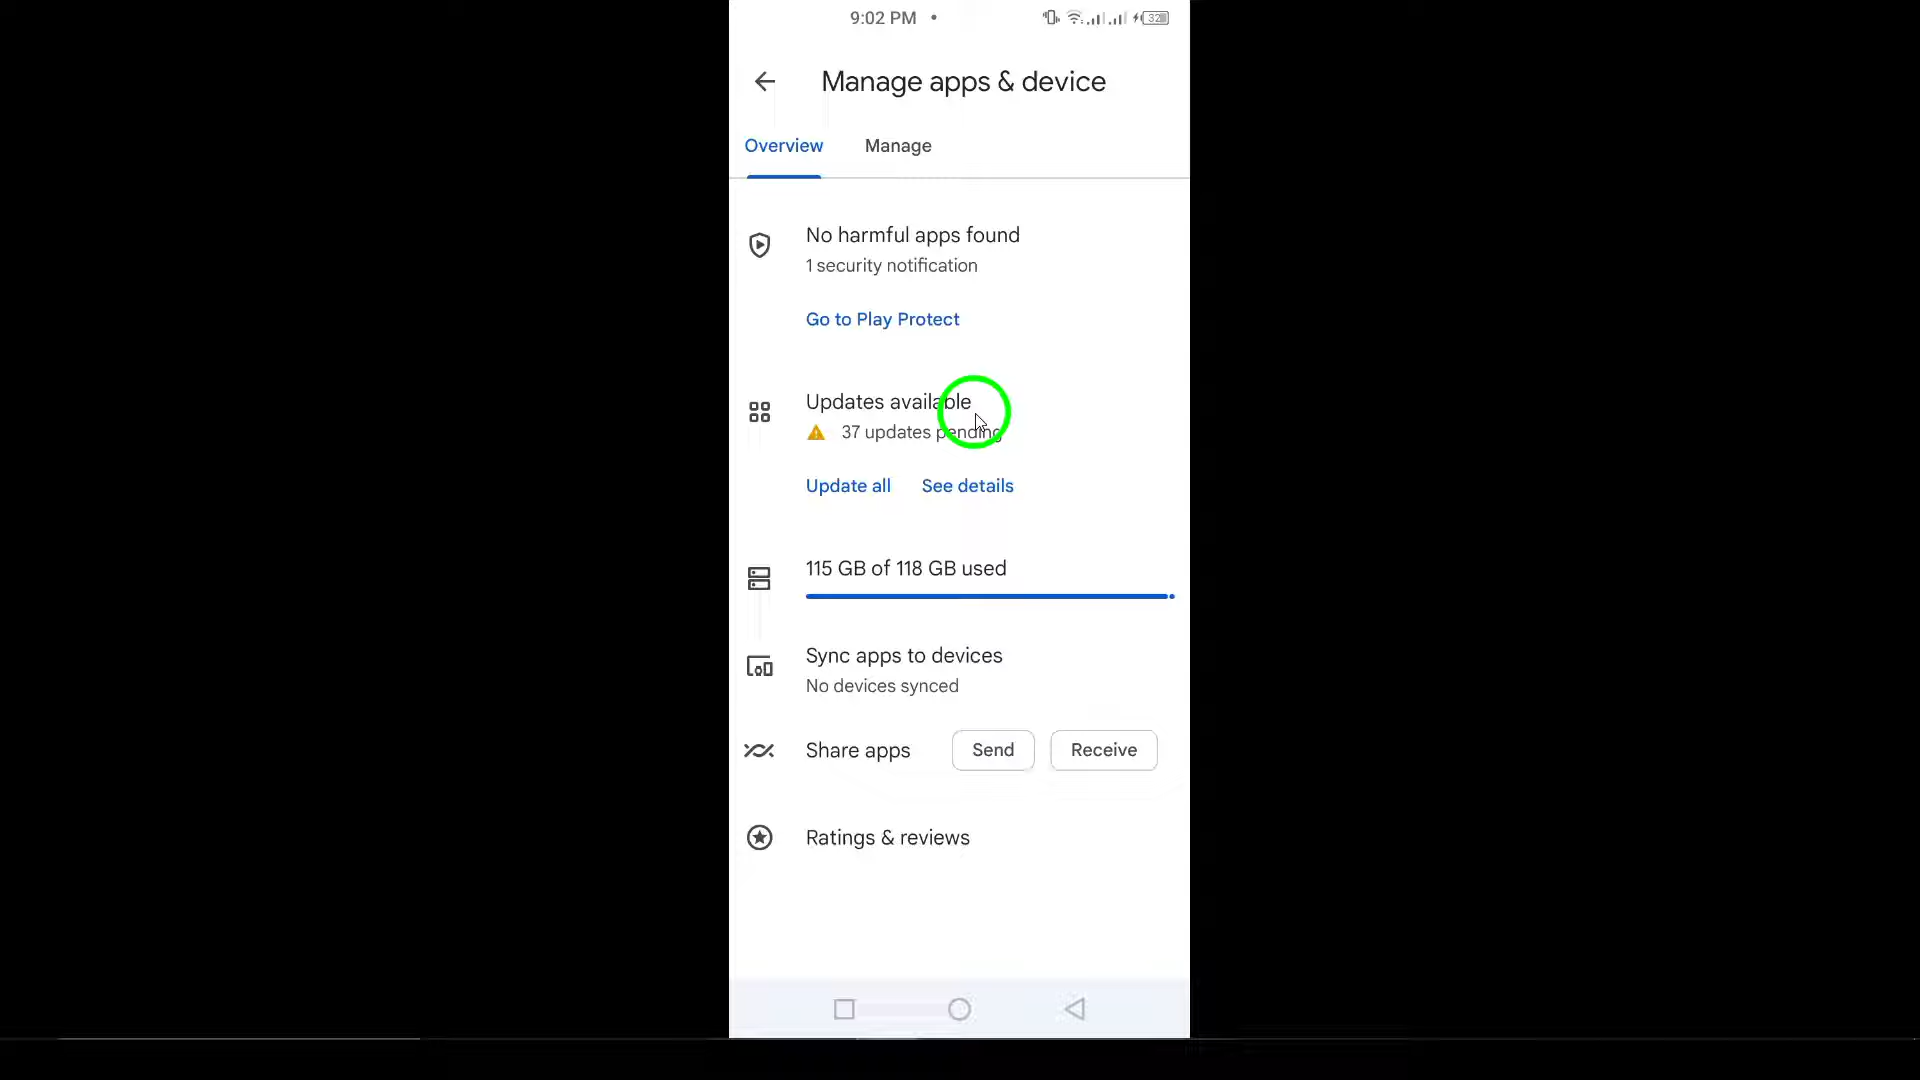 9:02 PM
32
Manage apps & device
Overview
Manage
No harmful apps found
1 security notification
Go to Play Protect
Updates available
37 updates pending
Update all
See details
115 GB of 118 GB used
Sync apps to devices
No devices synced
Share apps
Send
Receive
Ratings & reviews